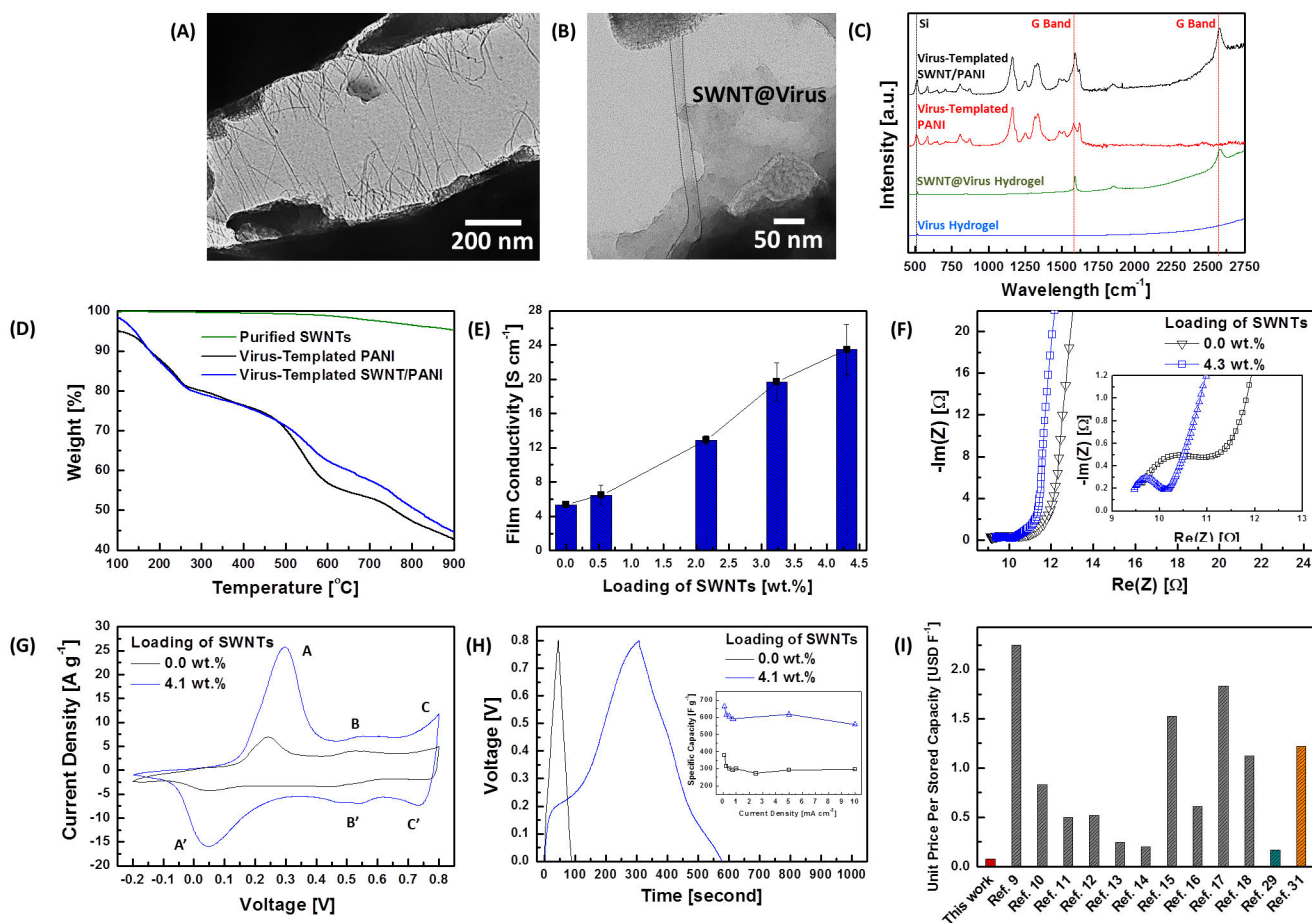 (A)
200 nm
(B)
SWNT@Virus
50 nm
(C)
Si
G Band
G Band
Virus-Templated
SWNT/PANI
Virus-Templated
PANI
SWNT@Virus Hydrogel
Virus Hydrogel
Intensity [a.u.]
500 750 1000 1250 1500 1750 2000 2250 2500 2750
Wavelength [cm-1]
(D)
Weight [%]
100
90
80
70
60
50
40
Purified SWNTs
Virus-Templated PANI
Virus-Templated SWNT/PANI
100 200 300 400 500 600 700 800 900
Temperature [°C]
(E)
Film Conductivity [S cm-1]
28
24
20
16
12
8
4
0
0.0 0.5 1.0 1.5 2.0 2.5 3.0 3.5 4.0 4.5
Loading of SWNTs [wt.%]
(F)
-Im(Z) [Ω]
20
16
12
8
4
0
Loading of SWNTs
0.0 wt.%
4.3 wt.%
-Im(Z) [Ω]
1.2
1.0
0.8
0.6
0.4
0.2
0.0
9 10 11 12 13
Re(Z) [Ω]
10 12 14 16 18 20 22 24
Re(Z) [Ω]
(G)
Current Density [A g-1]
30
25
20
15
10
5
0
-5
-10
-15
-20
Loading of SWNTs
0.0 wt.%
4.1 wt.%
A
B
C
A'
B'
C'
-0.2 -0.1 0.0 0.1 0.2 0.3 0.4 0.5 0.6 0.7 0.8
Voltage [V]
(H)
Voltage [V]
0.8
0.8
0.6
0.4
0.2
0.0
Loading of SWNTs
0.0 wt.%
4.1 wt.%
Specific Capacity [F g-1]
700
600
500
400
300
200
100
0
0 1 2 3 4 5 6 7 8 9 10
Current Density [mA cm-2]
0 100 200 300 400 500 600 700 800 900 1000
Time [second]
(I)
Unit Price Per Stored Capacity [USD F-1]
2.0
1.5
1.0
0.5
0.0
This work
Ref. 9
Ref. 10
Ref. 11
Ref. 12
Ref. 13
Ref. 14
Ref. 15
Ref. 16
Ref. 17
Ref. 18
Ref. 29
Ref. 31